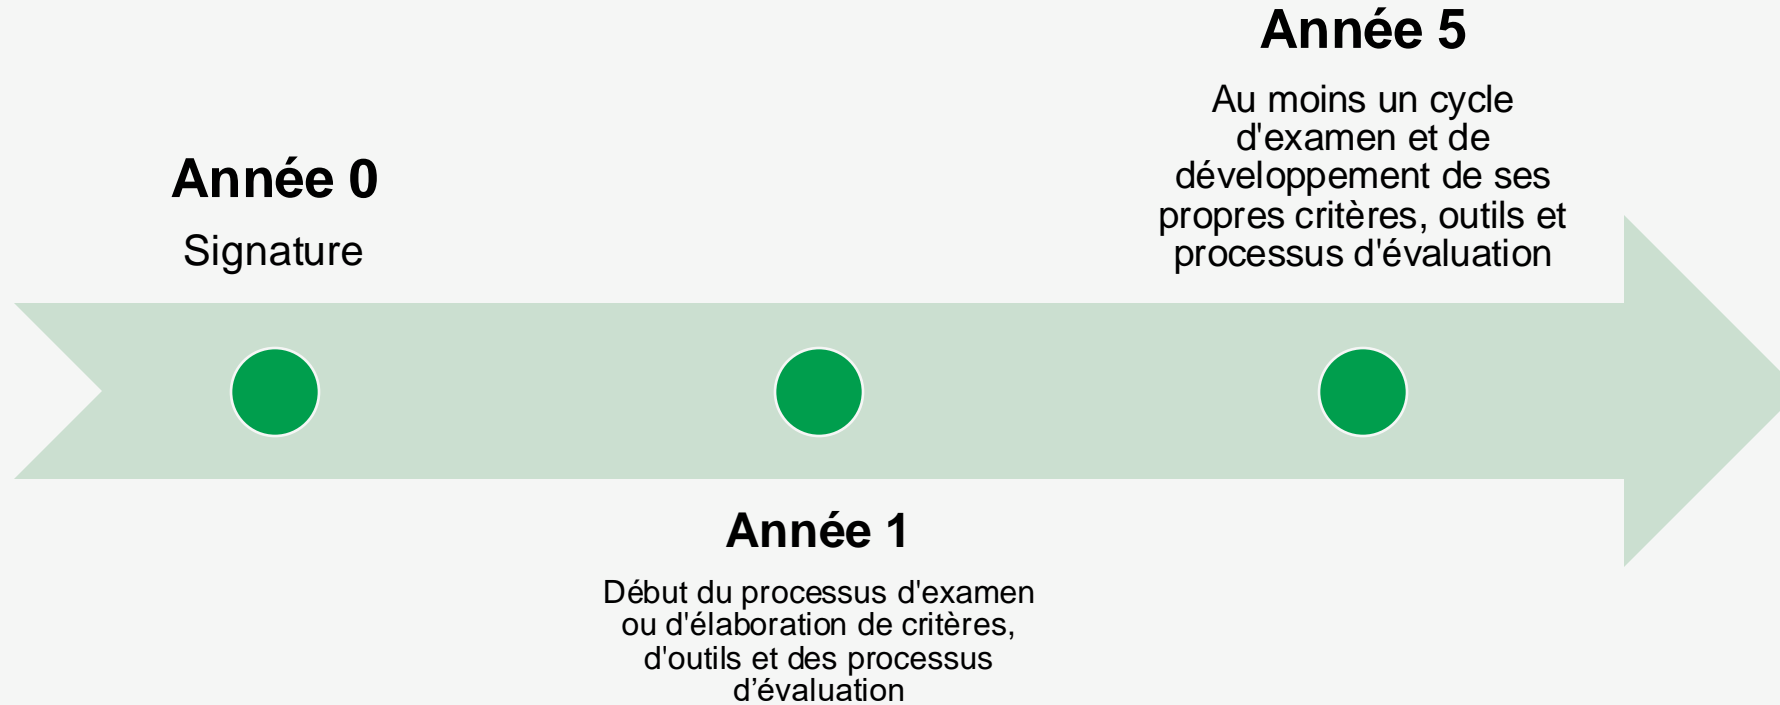 Année 0
Signature
Année 1
Début du processus d'examen
ou d'élaboration de critères,
d'outils et des processus
d’évaluation
Année 5
Au moins un cycle
d'examen et de
développement de ses
propres critères, outils et
processus d'évaluation